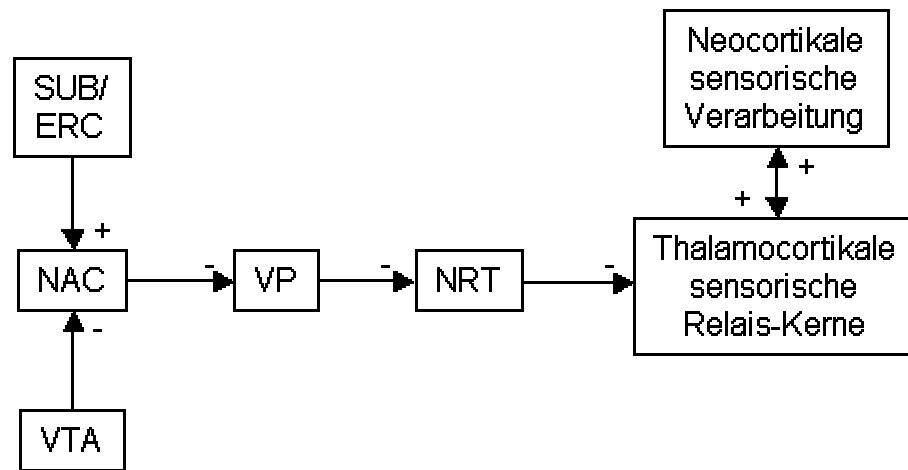 SUB/
ERC
Neocortikale
sensorische
Verarbeitung
+
+
+
NAC
-
VP
-
NRT
-
Thalamocortikale
sensorische
Relais-Kerne
-
VTA